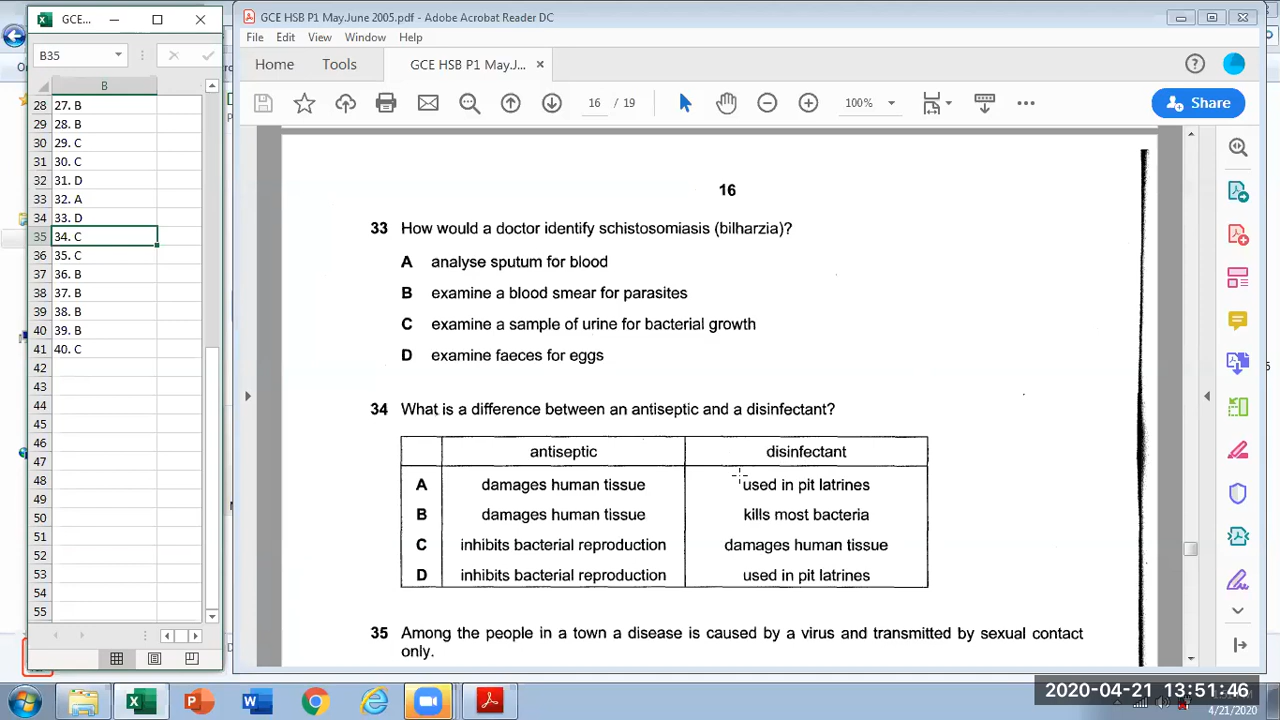 GCE...
GCE HSB P1 May.June 2005.pdf - Adobe Acrobat Reader DC
File Edit View Window Help
B35
Home Tools GCE HSB P1 May.J... ×
16 / 19 100% Share
B
28 27. B
29 28. B
30 29. C
31 30. C
32 31. D
33 32. A
34 33. D
35 34. C
36 35. C
37 36. B
38 37. B
39 38. B
40 39. B
41 40. C
42
43
44
45
46
47
48
49
50
51
52
53
54
55
16
33 How would a doctor identify schistosomiasis (bilharzia)?
A analyse sputum for blood
B examine a blood smear for parasites
C examine a sample of urine for bacterial growth
D examine faeces for eggs
34 What is a difference between an antiseptic and a disinfectant?
antiseptic disinfectant
A damages human tissue used in pit latrines
B damages human tissue kills most bacteria
C inhibits bacterial reproduction damages human tissue
D inhibits bacterial reproduction used in pit latrines
35 Among the people in a town a disease is caused by a virus and transmitted by sexual contact
only.
2020-04-21 13:51:46
4/21/2020